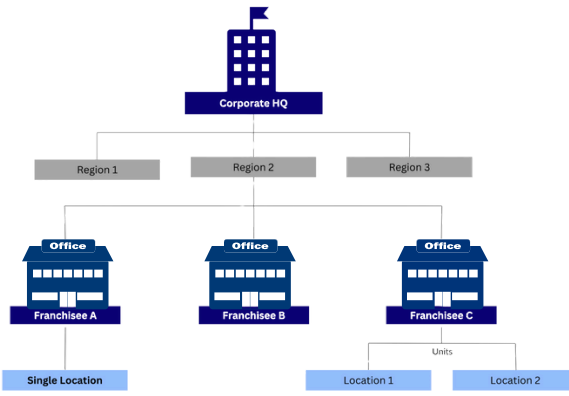 Corporate HQ
Region 1
Region 2
Region 3
Office
Office
Office
Franchisee A
Franchisee B
Franchisee C
Units
Single Location
Location 1
Location 2